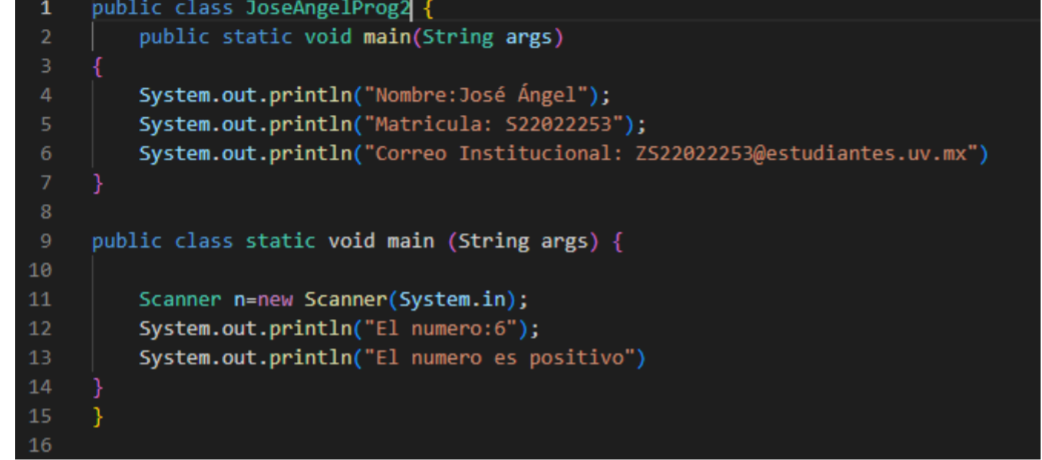 1 public class JoseAngelProg2 {
2 public static void main(String args)
3 {
4 System.out.println("Nombre:José Ángel");
5 System.out.println("Matricula: S22022253");
6 System.out.println("Correo Institucional: ZS22022253@estudiantes.uv.mx")
7 }
8
9 public class static void main (String args) {
10
11 Scanner n=new Scanner(System.in);
12 System.out.println("El numero:6");
13 System.out.println("El numero es positivo")
14 }
15 }
16